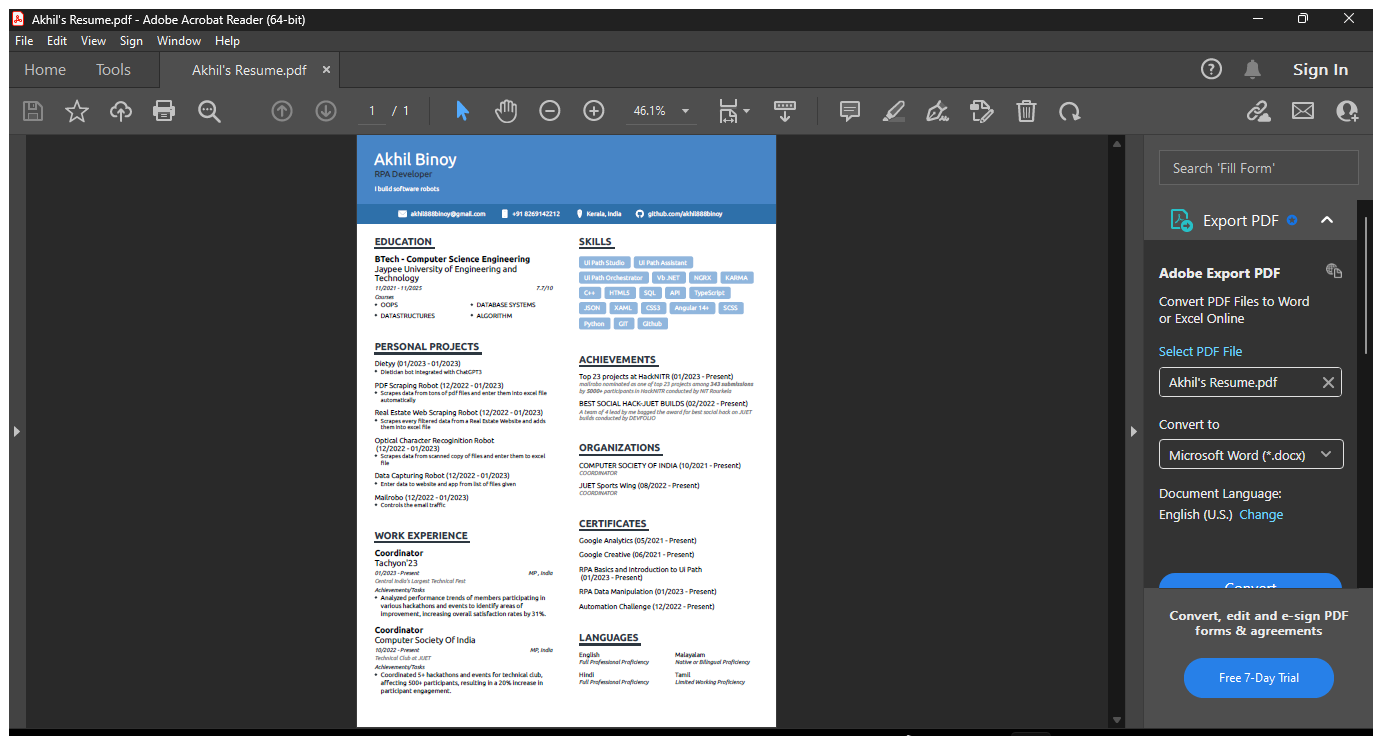 Akhil's Resume.pdf - Adobe Acrobat Reader (64-bit)
File Edit View Sign Window Help
Home Tools Akhil's Resume.pdf × Sign In
1 / 1 46.1%
Akhil Binoy
RPA Developer
I build software robots
akhil888binoy@gmail.com +91 8269142212 Kerala, India github.com/akhil888binoy
EDUCATION
BTech - Computer Science Engineering
Jaypee University of Engineering and
Technology
11/2021 - 11/2025 7.7/10
Courses
• OOPS • DATABASE SYSTEMS
• DATASTRUCTURES • ALGORITHM
PERSONAL PROJECTS
Dietyy (01/2023 - 01/2023)
• Dietician bot integrated with ChatGPT3
PDF Scraping Robot (12/2022 - 01/2023)
• Scrapes data from tons of pdf files and enter them into excel file
automatically
Real Estate Web Scraping Robot (12/2022 - 01/2023)
• Scrapes every filtered data from a Real Estate Website and adds
them into excel file
Optical Character Recoginition Robot
(12/2022 - 01/2023)
• Scrapes data from scanned copy of files and enter them to excel
file
Data Capturing Robot (12/2022 - 01/2023)
• Enter data to website and app from list of files given
Mailrobo (12/2022 - 01/2023)
• Controls the email traffic
WORK EXPERIENCE
Coordinator
Tachyon'23
01/2023 - Present MP , India
Central India's Largest Technical Fest
Achievements/Tasks
• Analyzed performance trends of members participating in
various hackathons and events to identify areas of
improvement, increasing overall satisfaction rates by 31%.
Coordinator
Computer Society Of India
10/2022 - Present MP, India
Technical Club at JUET
Achievements/Tasks
• Coordinated 5+ hackathons and events for technical club,
affecting 500+ participants, resulting in a 20% increase in
participant engagement.
SKILLS
Ui Path Studio Ui Path Assistant
Ui Path Orchestrator Vb .NET NGRX KARMA
C++ HTML5 SQL API TypeScript
JSON XAML CSS3 Angular 14+ SCSS
Python GIT Github
ACHIEVEMENTS
Top 23 projects at HackNITR (01/2023 - Present)
mailrobo nominated as one of top 23 projects among 343 submissions
by 5000+ participants in HackNITR conducted by NIT Rourkela
BEST SOCIAL HACK-JUET BUILDS (02/2022 - Present)
A team of 4 lead by me bagged the award for best social hack on JUET
builds conducted by DEVFOLIO
ORGANIZATIONS
COMPUTER SOCIETY OF INDIA (10/2021 - Present)
COORDINATOR
JUET Sports Wing (08/2022 - Present)
COORDINATOR
CERTIFICATES
Google Analytics (05/2021 - Present)
Google Creative (06/2021 - Present)
RPA Basics and Introduction to Ui Path
(01/2023 - Present)
RPA Data Manipulation (01/2023 - Present)
Automation Challenge (12/2022 - Present)
LANGUAGES
English Malayalam
Full Professional Proficiency Native or Bilingual Proficiency
Hindi Tamil
Full Professional Proficiency Limited Working Proficiency
Search 'Fill Form'
Export PDF
Adobe Export PDF
Convert PDF Files to Word
or Excel Online
Select PDF File
Akhil's Resume.pdf
Convert to
Microsoft Word (*.docx)
Document Language:
English (U.S.) Change
Convert
Convert, edit and e-sign PDF
forms & agreements
Free 7-Day Trial